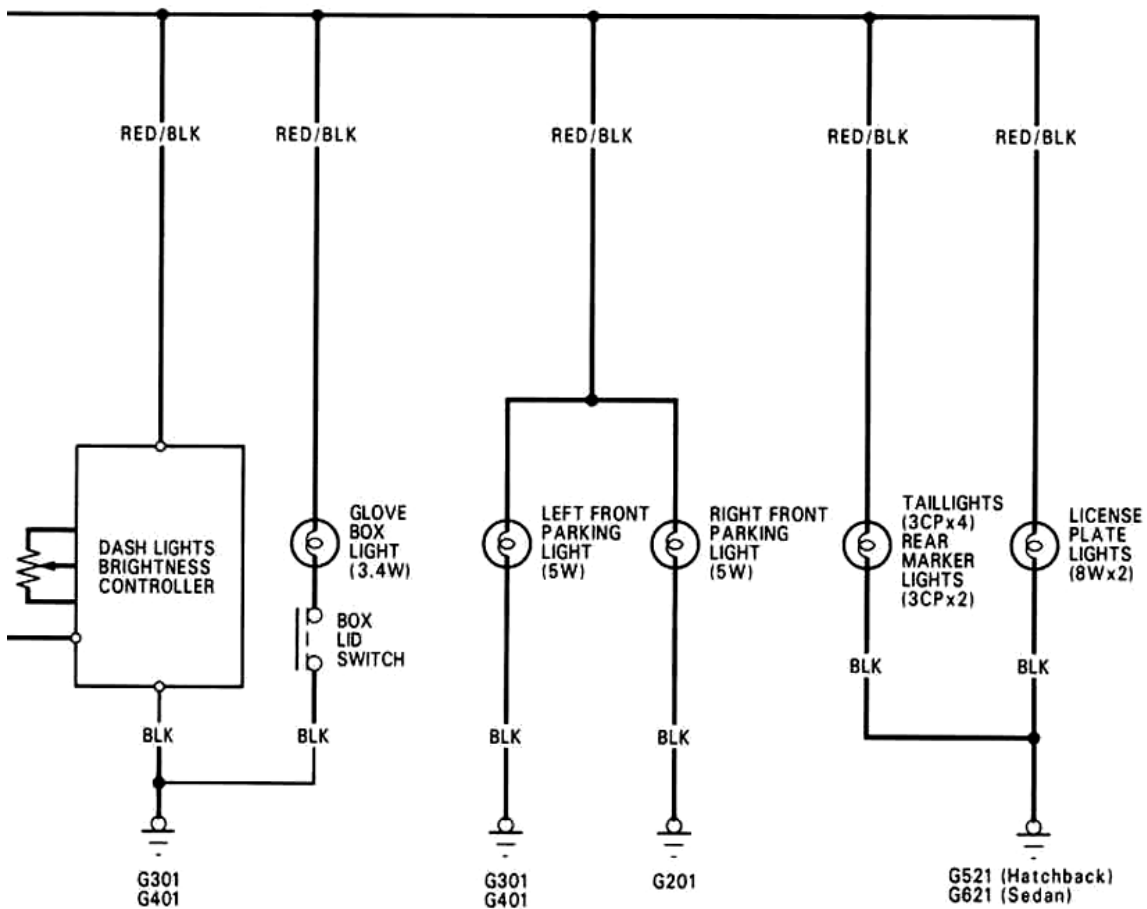 RED/BLK
RED/BLK
RED/BLK
RED/BLK
RED/BLK
DASH LIGHTS
BRIGHTNESS
CONTROLLER
GLOVE
BOX
LIGHT
(3.4W)
BOX
LID
SWITCH
LEFT FRONT
PARKING
LIGHT
(5W)
RIGHT FRONT
PARKING
LIGHT
(5W)
TAILLIGHTS
(3CPx4)
REAR
MARKER
LIGHTS
(3CPx2)
LICENSE
PLATE
LIGHTS
(8Wx2)
BLK
BLK
BLK
BLK
BLK
BLK
G301
G401
G301
G401
G201
G521 (Hatchback)
G621 (Sedan)